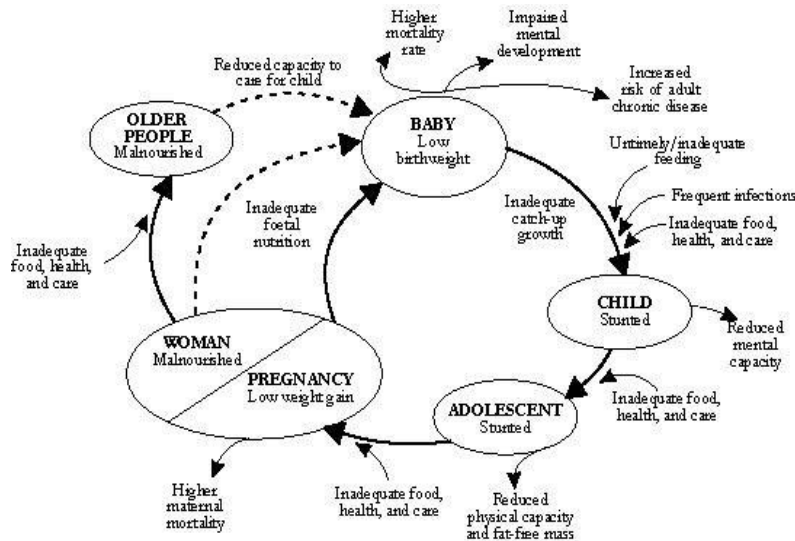 Higher
mortality
rate
Impaired
mental
development
Reduced capacity to
care for child
Increased
risk of adult
chronic disease
OLDER
PEOPLE
Malnourished
BABY
Low
birthweight
Untimely/inadequate
feeding
Frequent infections
Inadequate food,
health, and care
Inadequate
catch-up
growth
Inadequate
foetal
nutrition
Inadequate
food, health,
and care
CHILD
Stunted
Reduced
mental
capacity
WOMAN
Malnourished
PREGNANCY
Low weight gain
ADOLESCENT
Stunted
Inadequate food,
health, and care
Higher
maternal
mortality
Inadequate food,
health, and care
Reduced
physical capacity
and fat-free mass